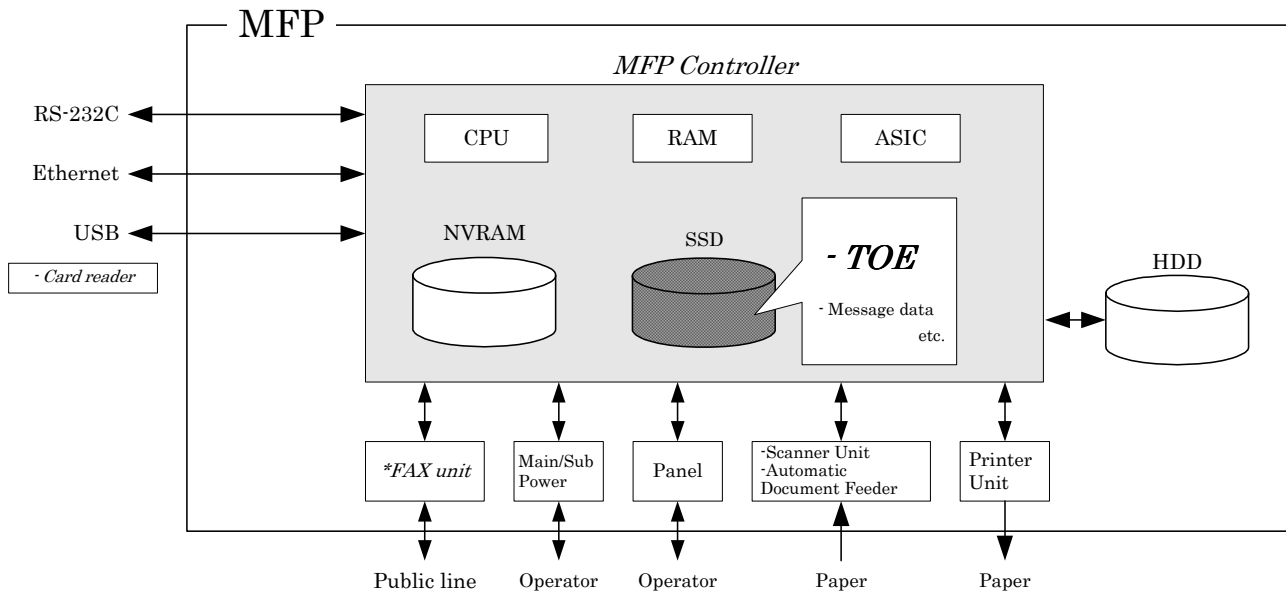 MFP
MFP Controller
RS-232C
CPU
RAM
ASIC
Ethernet
USB
- Card reader
NVRAM
SSD
- TOE
- Message data
etc.
HDD
*FAX unit
Main/Sub
Power
Panel
-Scanner Unit
-Automatic
Document Feeder
Printer
Unit
Public line
Operator
Operator
Paper
Paper